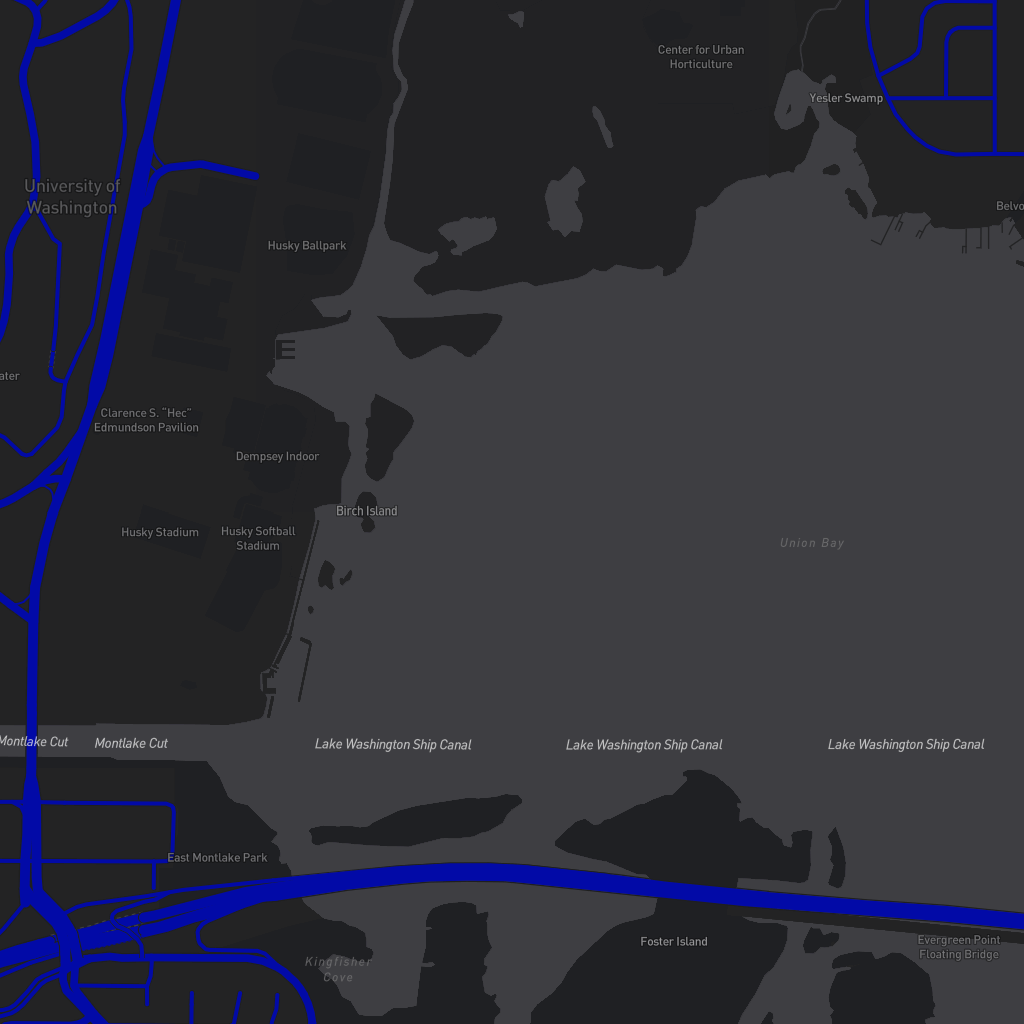 Center for Urban
Horticulture
Yesler Swamp
University of
Washington
Belvo
Husky Ballpark
ater
Clarence S. "Hec"
Edmundson Pavilion
Dempsey Indoor
Birch Island
Husky Stadium
Husky Softball
Stadium
Union Bay
Montlake Cut
Montlake Cut
Lake Washington Ship Canal
Lake Washington Ship Canal
Lake Washington Ship Canal
East Montlake Park
Foster Island
Evergreen Point
Floating Bridge
Kingfisher
Cove